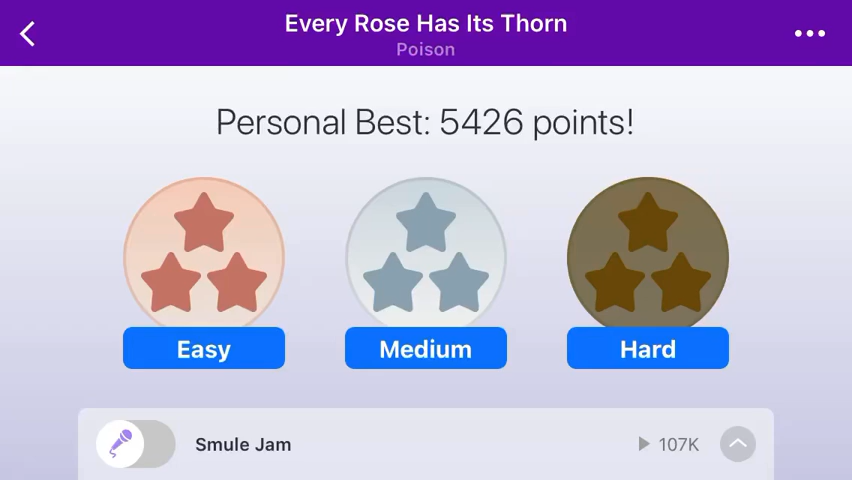 Every Rose Has Its Thorn
Poison
Personal Best: 5426 points!
Easy
Medium
Hard
Smule Jam
107K